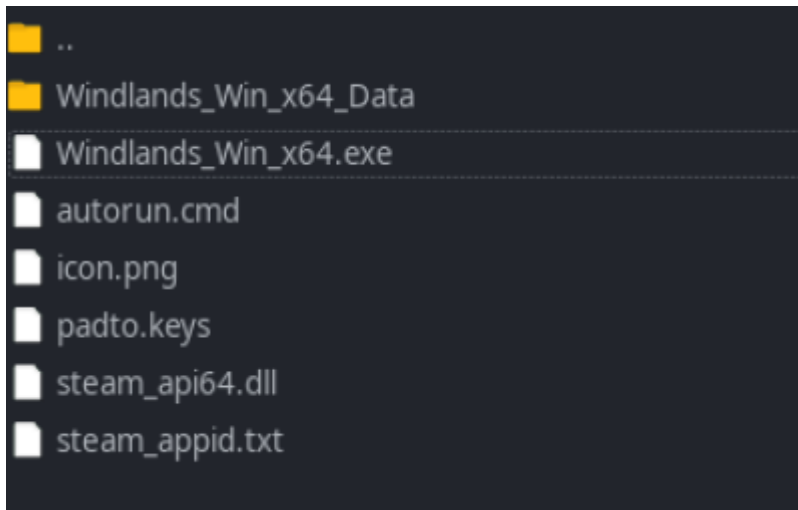 ..
Windlands_Win_x64_Data
Windlands_Win_x64.exe
autorun.cmd
icon.png
padto.keys
steam_api64.dll
steam_appid.txt